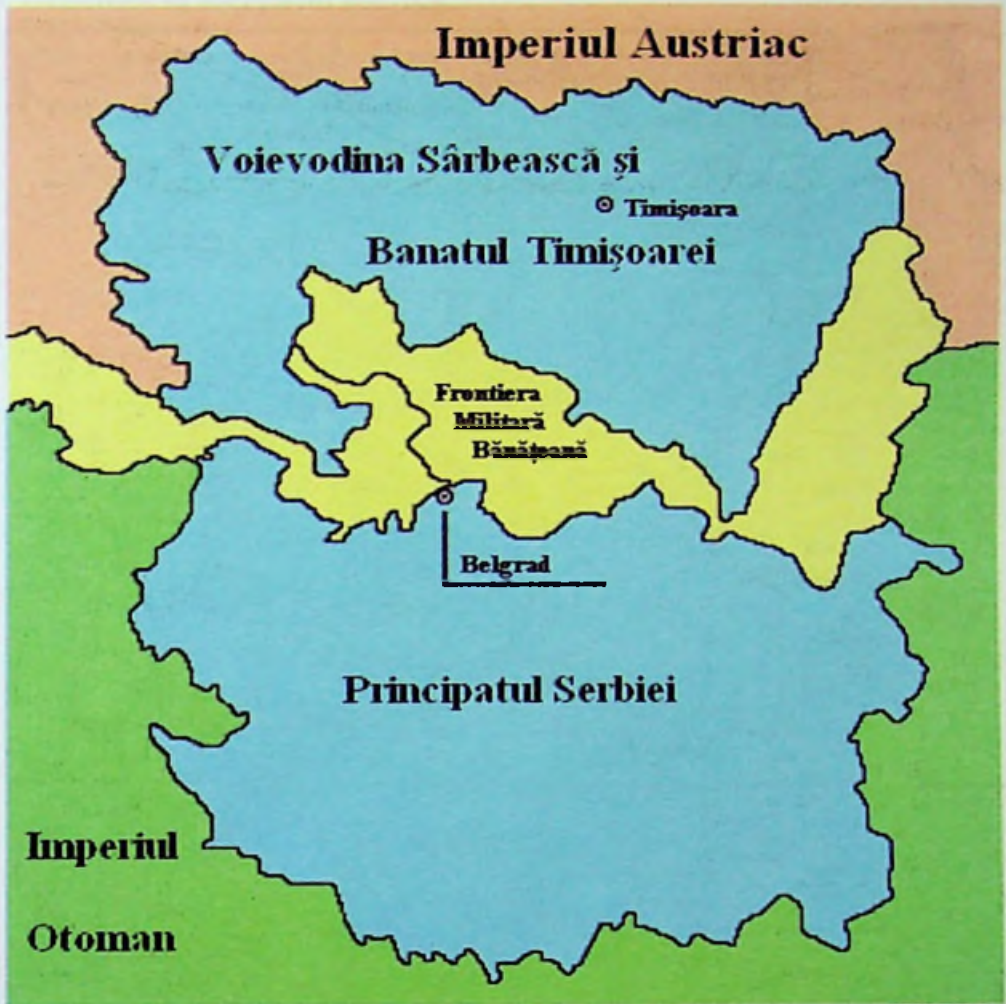 Imperiul Austriac
Voievodina Sârbească și
Timișoara
Banatul Timișoarei
Frontiera
Militară
Bănățeană
Belgrad
Principatul Serbiei
Imperiul
Otoman